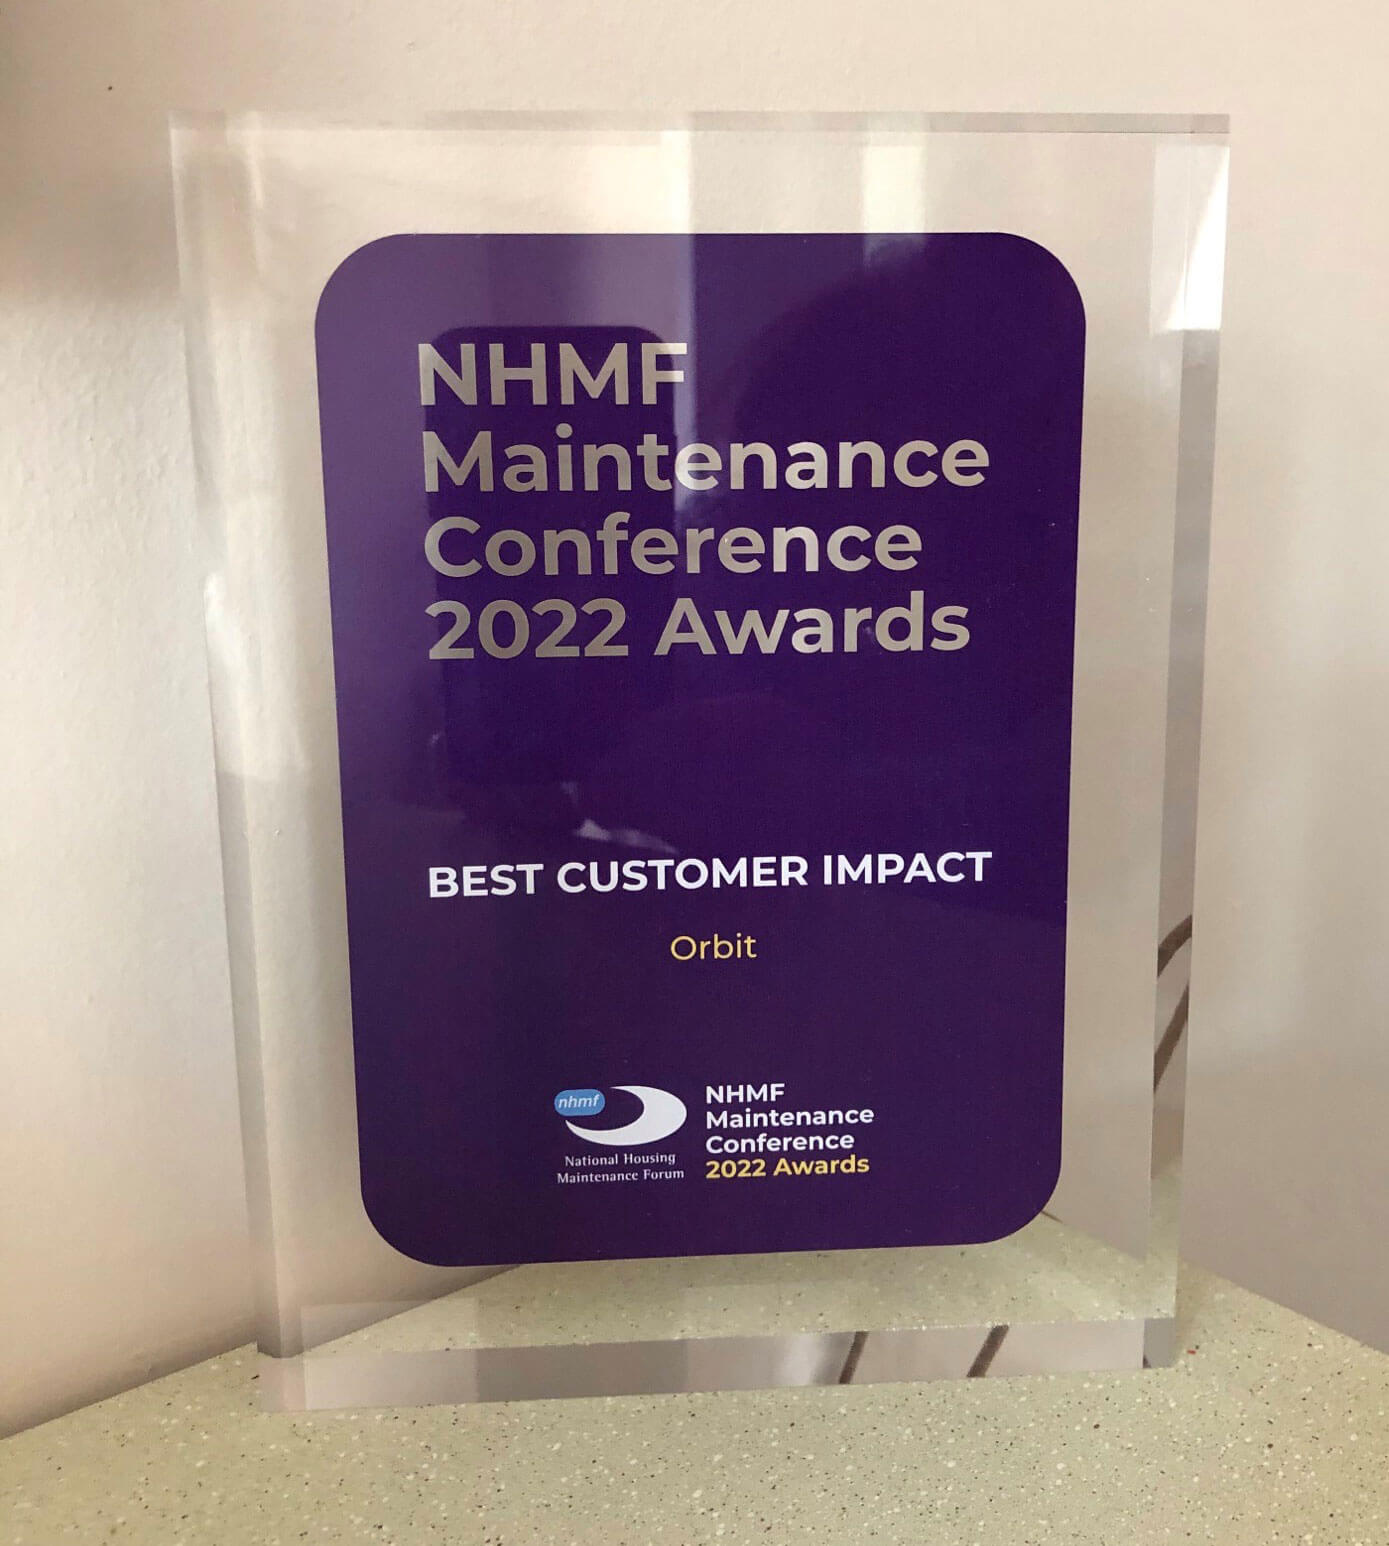 NHMF
Maintenance
Conference
2022 Awards
BEST CUSTOMER IMPACT
Orbit
nhmf
National Housing
Maintenance Forum
NHMF
Maintenance
Conference
2022 Awards